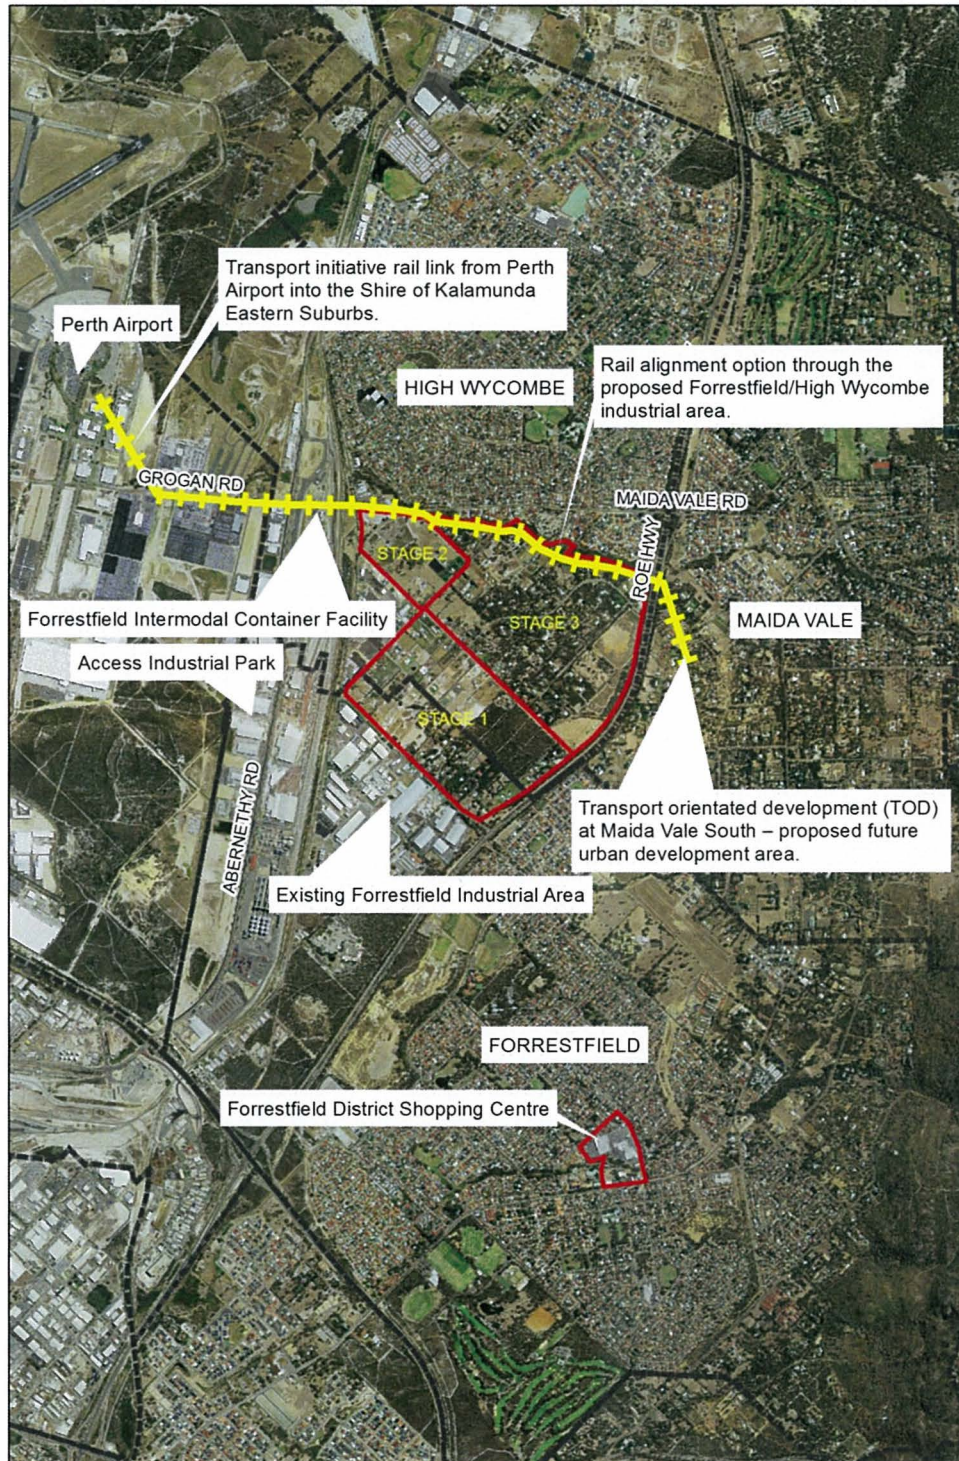 Transport initiative rail link from Perth
Airport into the Shire of Kalamunda
Eastern Suburbs.
Perth Airport
HIGH WYCOMBE
Rail alignment option through the
proposed Forrestfield/High Wycombe
industrial area.
GROGAN RD
MAIDA VALE RD
STAGE 2
ROE HWY
Forrestfield Intermodal Container Facility
STAGE 3
MAIDA VALE
Access Industrial Park
STAGE 1
ABERNETHY RD
Transport orientated development (TOD)
at Maida Vale South – proposed future
urban development area.
Existing Forrestfield Industrial Area
FORRESTFIELD
Forrestfield District Shopping Centre